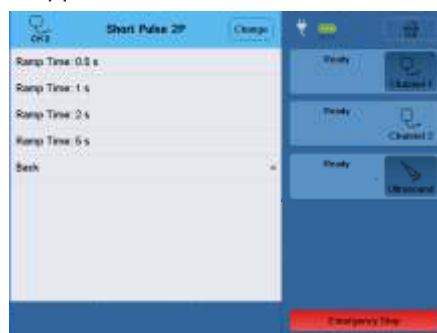 CH 2
Short Pulse 2P
Change
Ramp Time: 0.5 s
Ramp Time: 1 s
Ramp Time: 2 s
Ramp Time: 5 s
Back
Ready
Channel 1
Ready
Channel 2
Ready
Ultrasound
Emergency Stop